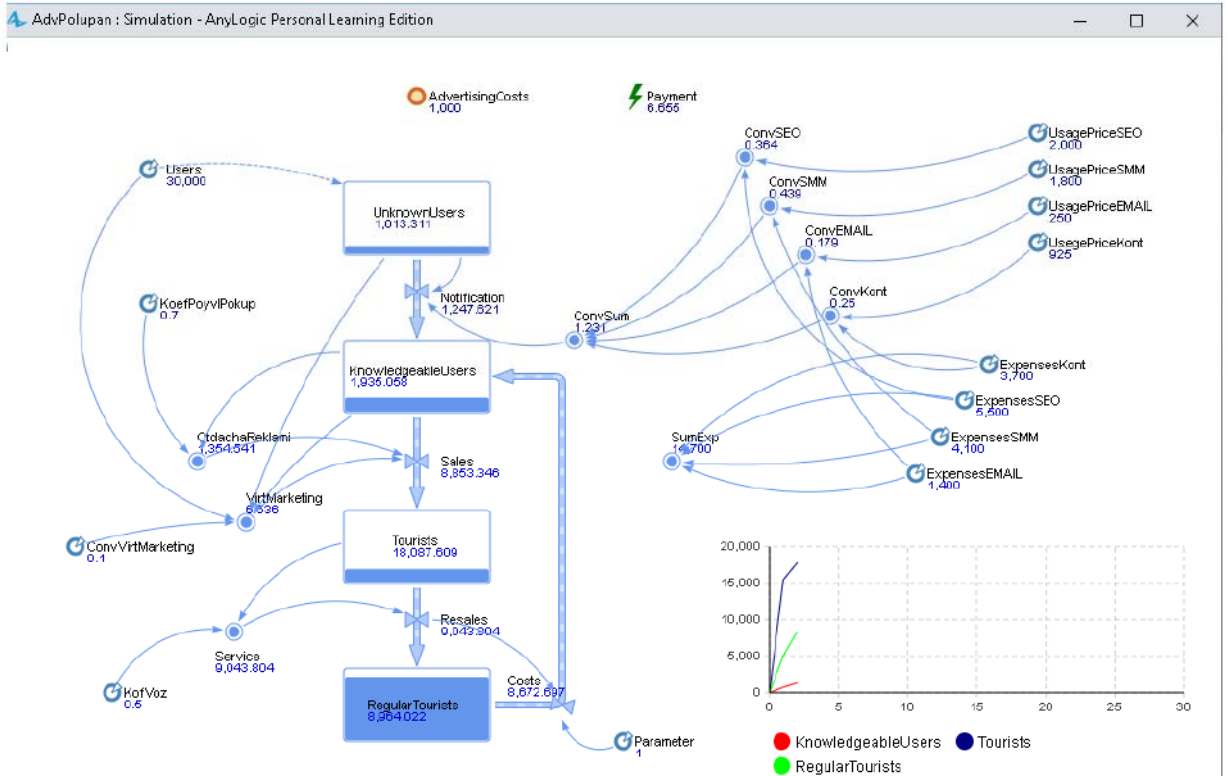 AdvPolupan : Simulation - AnyLogic Personal Learning Edition
AdvertisingCosts
1,000
Payment
6.655
Users
30,000
UnknownUsers
1,013.311
KoefPoyvlPokup
0.7
Notification
1,247.621
KnowledgeableUsers
1,935.058
OtdachaReklami
1,354.541
Sales
8,853.346
VirtMarketing
6.536
ConvVirtMarketing
0.1
Tourists
18,087.609
Resales
9,043.804
Service
9,043.804
KofVoz
0.5
RegularTourists
8,964.022
Costs
8,672.697
Parameter
1
ConvSEO
0.364
ConvSMM
0.439
ConvEMAIL
0.179
ConvKont
0.25
ConvSum
1.231
UsagePriceSEO
2,000
UsagePriceSMM
1,800
UsagePriceEMAIL
250
UsegePriceKont
925
ExpensesKont
3,700
ExpensesSEO
5,500
ExpensesSMM
4,100
ExpensesEMAIL
1,400
SumExp
14,700
20,000
15,000
10,000
5,000
0
0 5 10 15 20 25 30
KnowledgeableUsers Tourists
RegularTourists